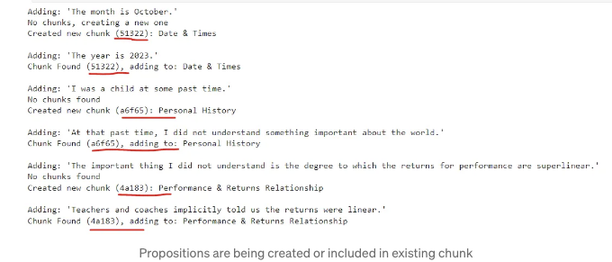 Adding: 'The month is October.'
No chunks, creating a new one
Created new chunk (51322): Date & Times
Adding: 'The year is 2023.'
Chunk Found (51322), adding to: Date & Times
Adding: 'I was a child at some past time.'
No chunks found
Created new chunk (a6f65): Personal History
Adding: 'At that past time, I did not understand something important about the world.'
Chunk Found (a6f65), adding to: Personal History
Adding: 'The important thing I did not understand is the degree to which the returns for performance are superlinear.'
No chunks found
Created new chunk (4a183): Performance & Returns Relationship
Adding: 'Teachers and coaches implicitly told us the returns were linear.'
Chunk Found (4a183), adding to: Performance & Returns Relationship
Propositions are being created or included in existing chunk